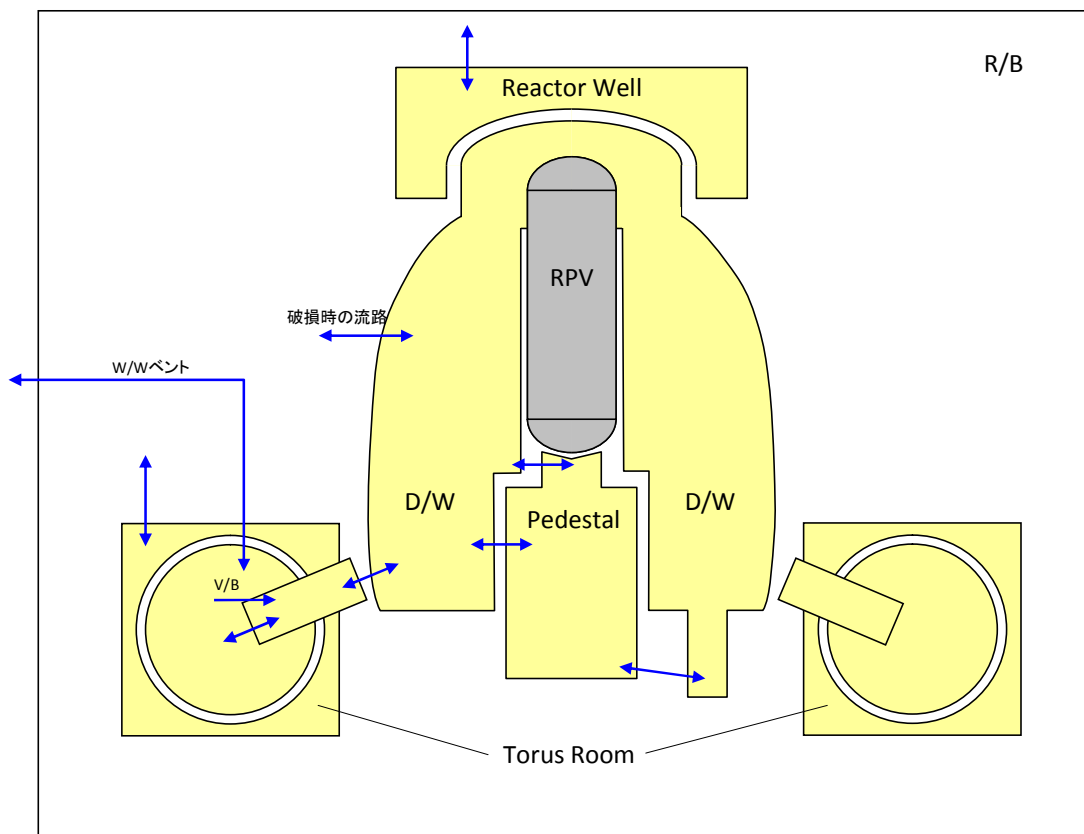 R/B
Reactor Well
RPV
破損時の流路
W/Wベント
D/W
D/W
Pedestal
V/B
Torus Room